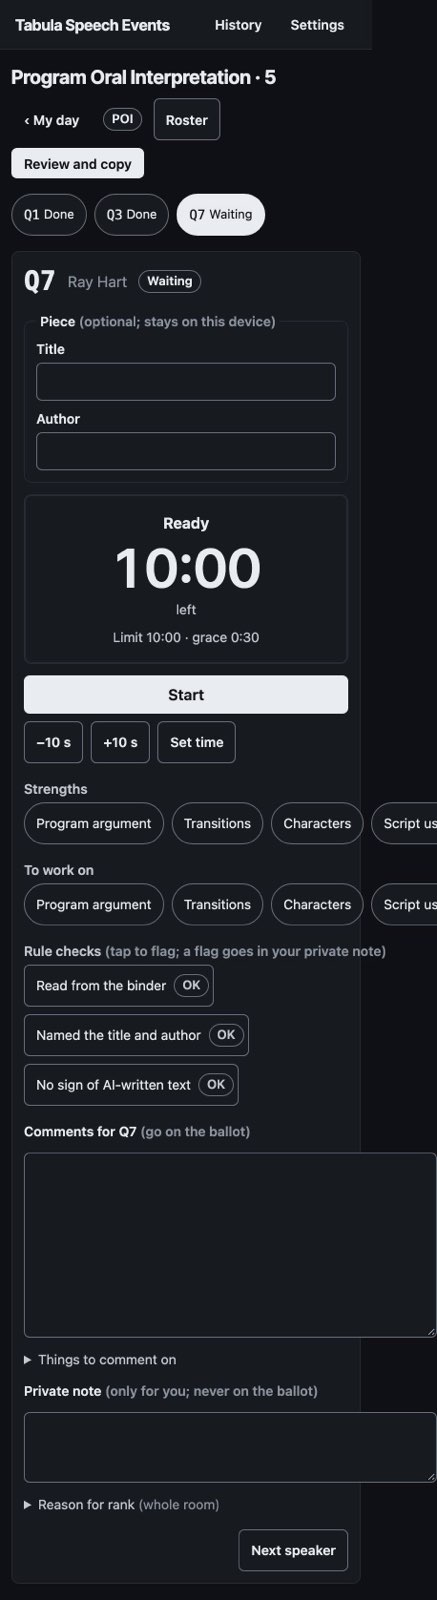 Tabula Speech Events History Settings
Program Oral Interpretation · 5
‹ My day POI Roster
Review and copy
Q1 Done Q3 Done Q7 Waiting
Q7 Ray Hart Waiting
Piece (optional; stays on this device)
Title
Author
Ready
10:00
left
Limit 10:00 · grace 0:30
Start
−10 s +10 s Set time
Strengths
Program argument Transitions Characters Script us
To work on
Program argument Transitions Characters Script us
Rule checks (tap to flag; a flag goes in your private note)
Read from the binder OK
Named the title and author OK
No sign of AI-written text OK
Comments for Q7 (go on the ballot)
▶ Things to comment on
Private note (only for you; never on the ballot)
▶ Reason for rank (whole room)
Next speaker